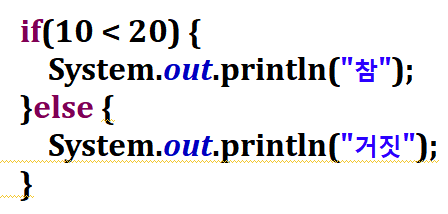 if(10 < 20) {
System.out.println("참");
}else {
System.out.println("거짓");
}